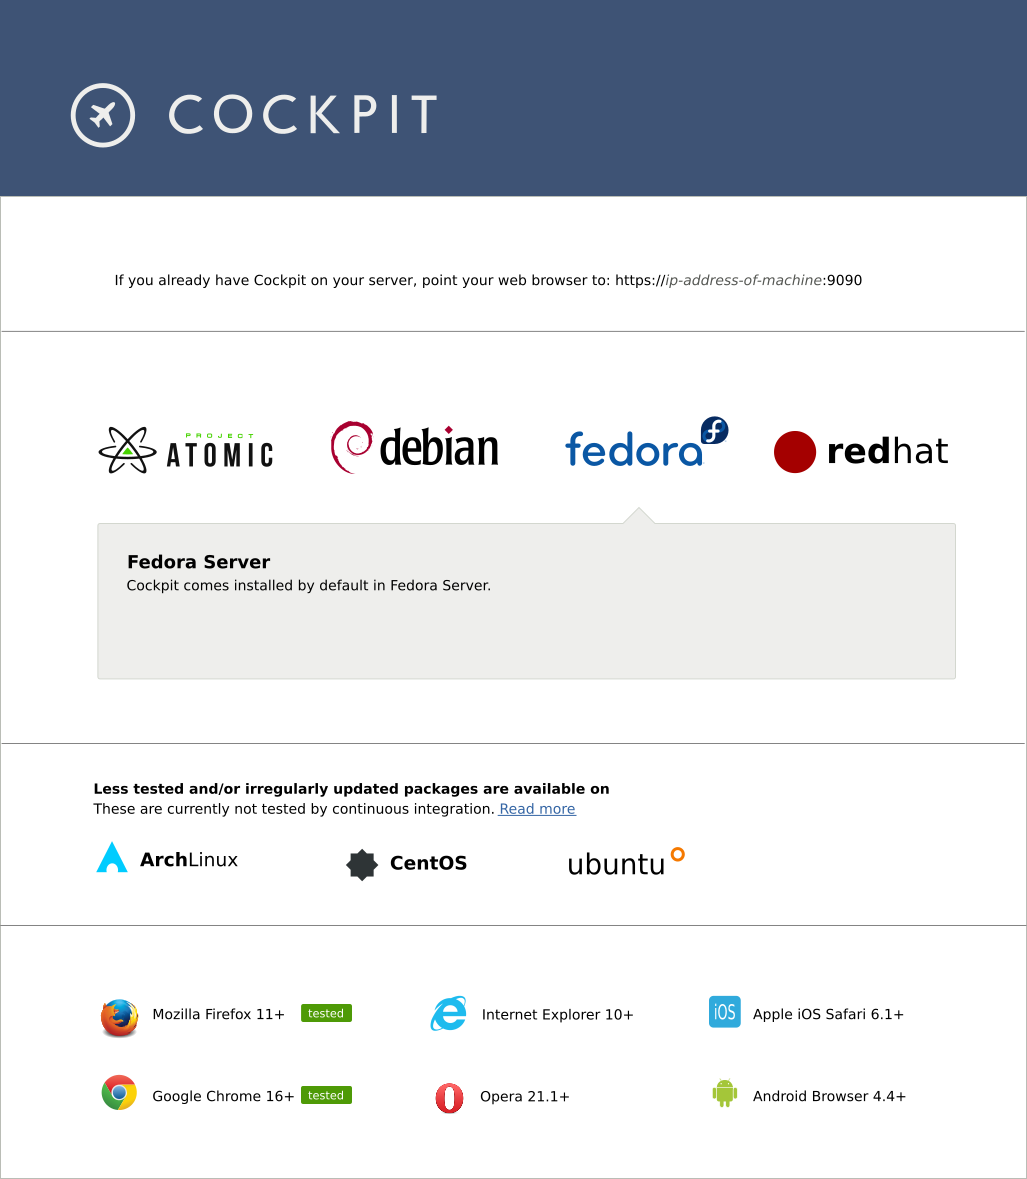 COCKPIT
If you already have Cockpit on your server, point your web browser to: https://ip-address-of-machine:9090
PROJECT
ATOMIC
debian
fedora
redhat
Fedora Server
Cockpit comes installed by default in Fedora Server.
Less tested and/or irregularly updated packages are available on
These are currently not tested by continuous integration. Read more
ArchLinux
CentOS
ubuntu
Mozilla Firefox 11+ tested
Internet Explorer 10+
iOS Apple iOS Safari 6.1+
Google Chrome 16+ tested
Opera 21.1+
Android Browser 4.4+